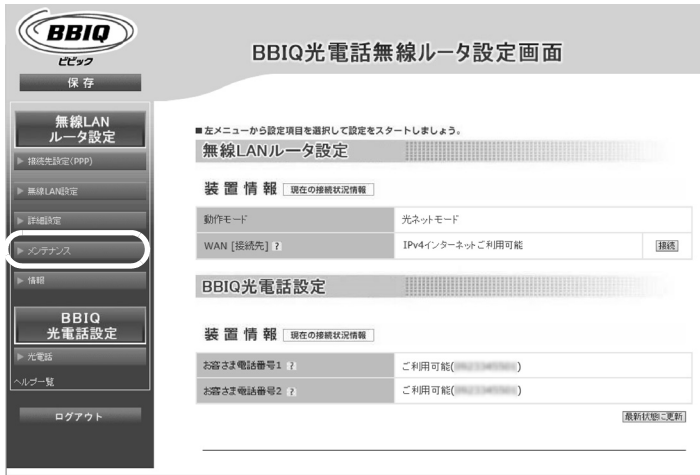 BBIQ
ビビック
保存
無線LAN
ルータ設定
接続先設定(PPP)
無線LAN設定
詳細設定
メンテナンス
情報
BBIQ
光電話設定
光電話
ヘルプ一覧
ログアウト
BBIQ光電話無線ルータ設定画面
■左メニューから設定項目を選択して設定をスタートしましょう。
無線LANルータ設定
装置情報 現在の接続状況情報
動作モード 光ネットモード
WAN [接続先] ? IPv4インターネットご利用可能 接続
BBIQ光電話設定
装置情報 現在の接続状況情報
お客さま電話番号1 ? ご利用可能( )
お客さま電話番号2 ? ご利用可能( )
最新状態に更新